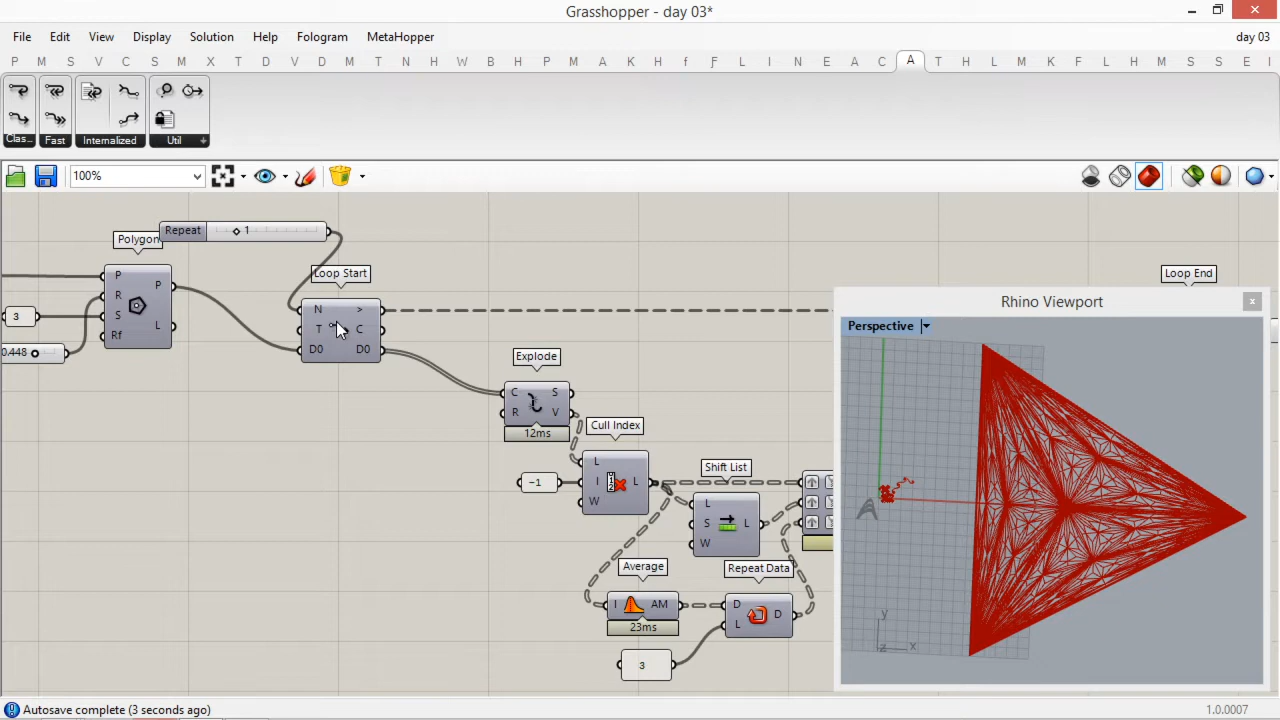 Grasshopper - day 03*
File Edit View Display Solution Help Fologram MetaHopper day 03
P M S V C S M X T D V D M T N H W B H P M A K H f Ƒ L I N E A C A T H L M K L H M S S E I
Clas... Fast Internalized Util
100%
Repeat 1
Polygon
P P
R
S L
Rf
3
0.448
Loop Start
N >
T C
D0 D0
Loop End
Explode
C S
R V
12ms
Cull Index
L
I L
W
-1
Shift List
L
S L
W
Average
I AM
23ms
Repeat Data
D D
L
3
Rhino Viewport x
Perspective
y
z x
Autosave complete (3 seconds ago) 1.0.0007